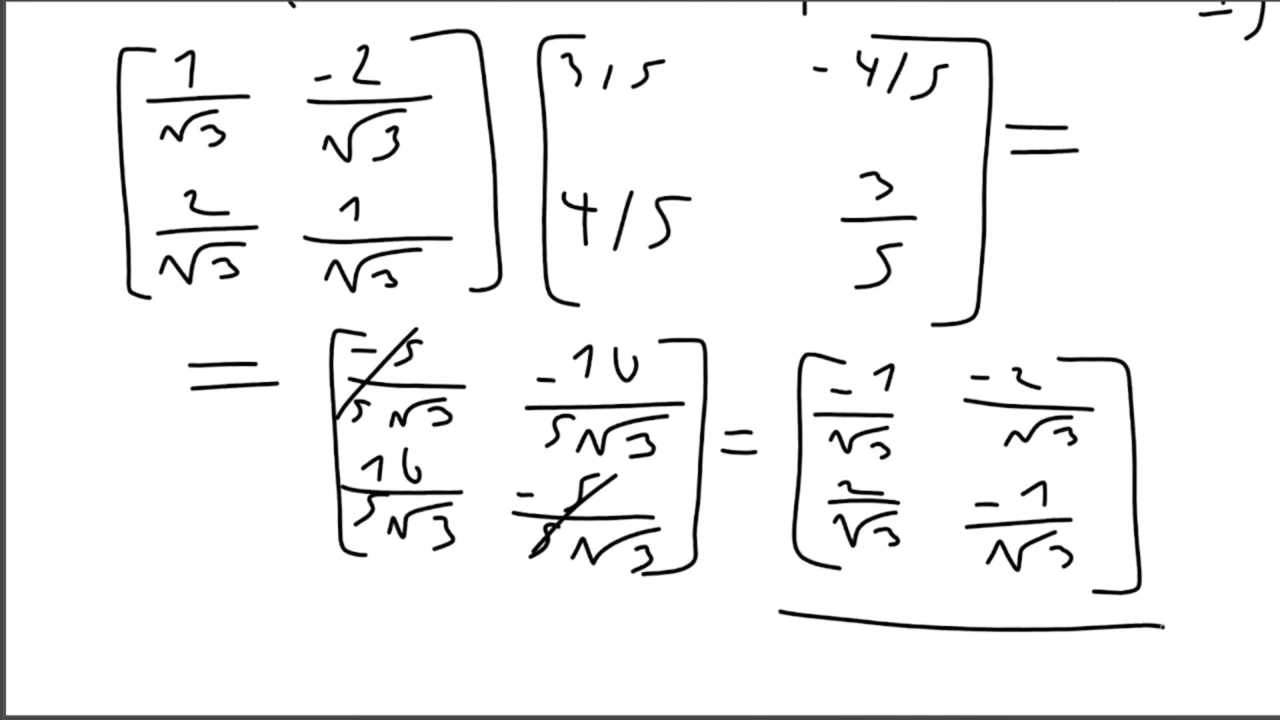 [ 1/√3 -2/√3 ] [ 3/5 -4/5 ] =
[ 2/√3 1/√3 ] [ 4/5 3/5 ]
= [ -5/5√3 -10/5√3 ] = [ -1/√3 -2/√3 ]
[ 10/5√3 -5/5√3 ] [ 2/√3 -1/√3 ]